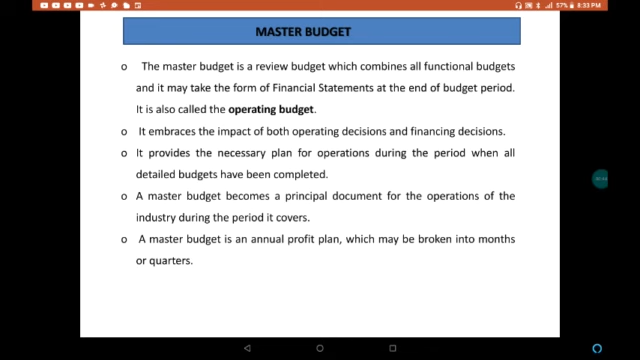 57% 8:33 PM
MASTER BUDGET
o The master budget is a review budget which combines all functional budgets
and it may take the form of Financial Statements at the end of budget period.
It is also called the operating budget.
o It embraces the impact of both operating decisions and financing decisions.
o It provides the necessary plan for operations during the period when all
detailed budgets have been completed.
o A master budget becomes a principal document for the operations of the
industry during the period it covers.
o A master budget is an annual profit plan, which may be broken into months
or quarters.